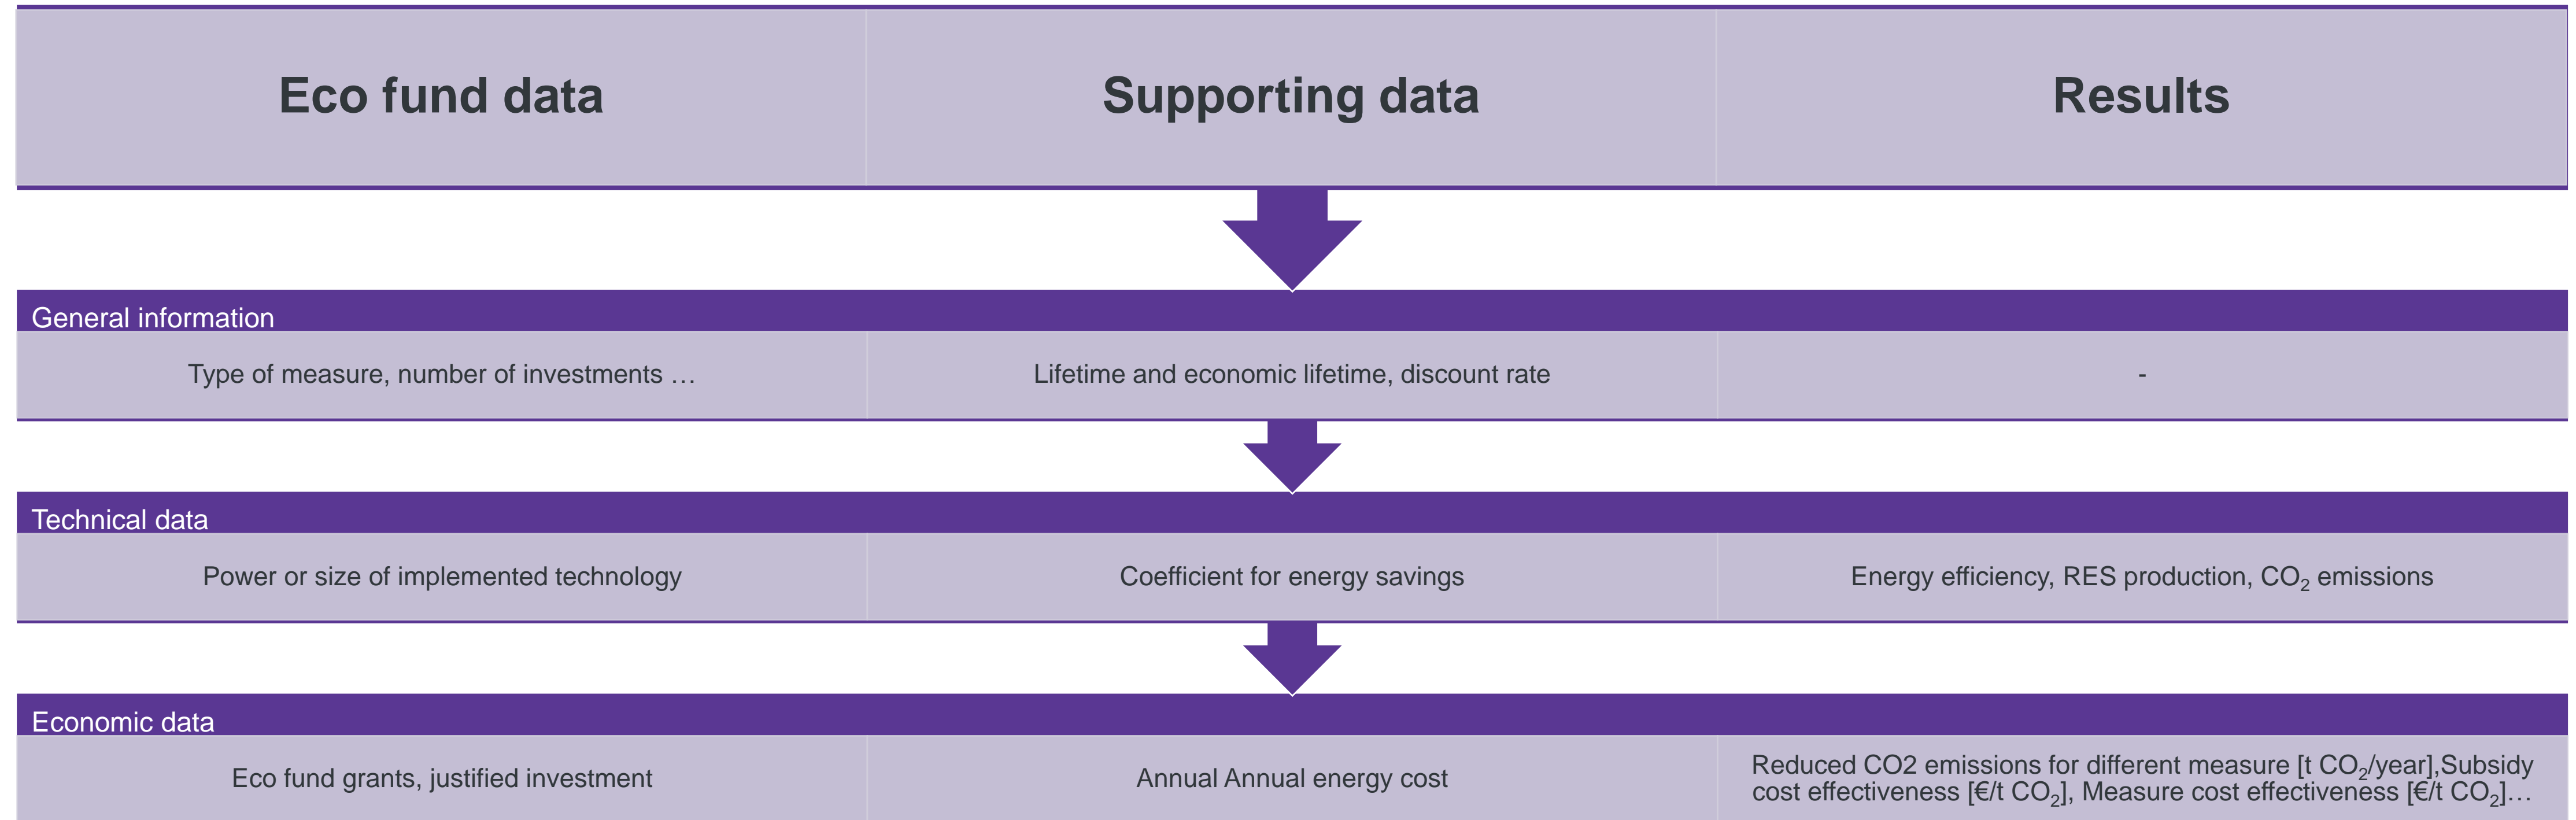 Eco fund data
Supporting data
Results
General information
Type of measure, number of investments …
Lifetime and economic lifetime, discount rate
-
Technical data
Power or size of implemented technology
Coefficient for energy savings
Energy efficiency, RES production, CO₂ emissions
Economic data
Eco fund grants, justified investment
Annual Annual energy cost
Reduced CO2 emissions for different measure [t CO₂/year],Subsidy
cost effectiveness [€/t CO₂], Measure cost effectiveness [€/t CO₂]…